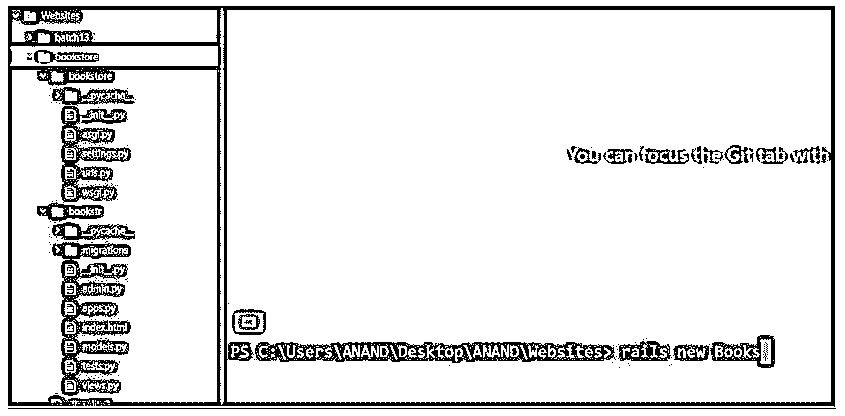 Websites
batch13
bookstore
bookstore
__pycache__
__init__.py
asgi.py
settings.py
urls.py
wsgi.py
bookstr
__pycache__
migrations
__init__.py
admin.py
apps.py
index.html
models.py
tests.py
views.py
You can focus the Git tab with
PS C:\Users\ANAND\Desktop\ANAND\Websites> rails new Books